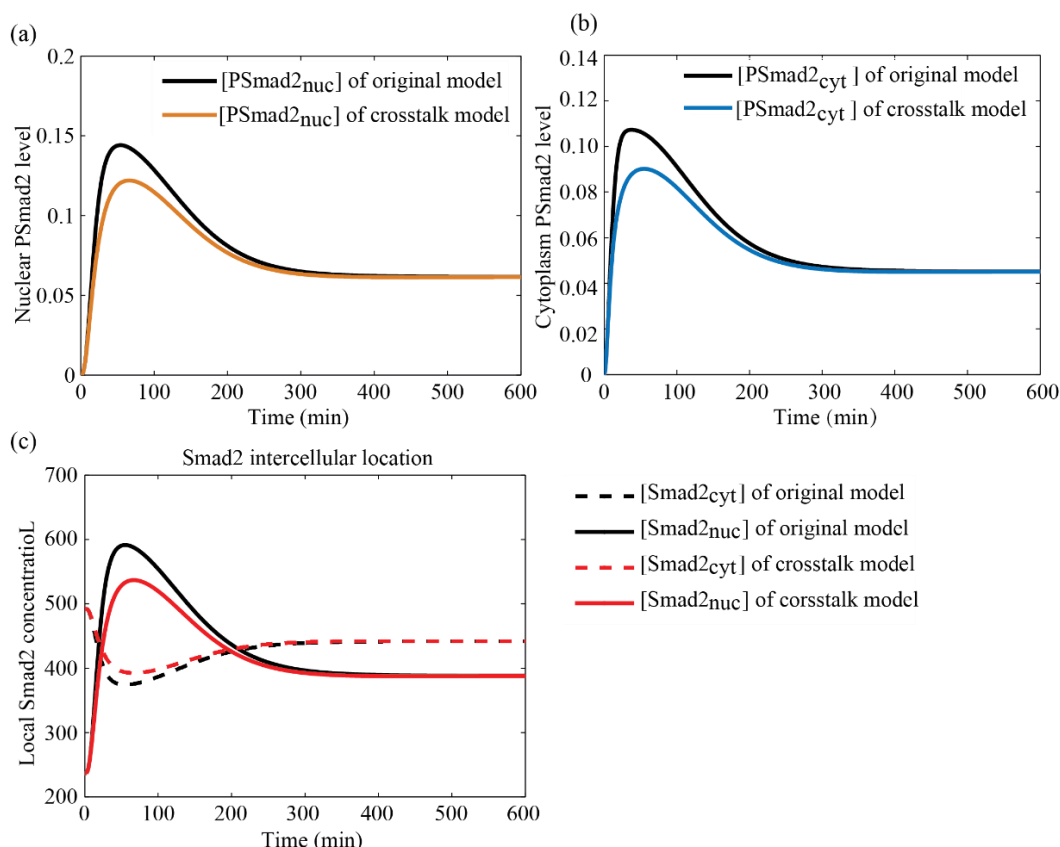 (a)
0.2
0.15
0.1
0.05
0
Nuclear PSmad2 level
[PSmad2nuc] of original model
[PSmad2nuc] of crosstalk model
0 100 200 300 400 500 600
Time (min)
(b)
0.14
0.12
0.10
0.08
0.06
0.04
0.02
0
Cytoplasm PSmad2 level
[PSmad2cyt ] of original model
[PSmad2cyt ] of crosstalk model
0 100 200 300 400 500 600
Time (min)
(c)
Smad2 intercellular location
700
600
500
400
300
200
Local Smad2 concentratioL
0 100 200 300 400 500 600
Time (min)
[Smad2cyt] of original model
[Smad2nuc] of original model
[Smad2cyt] of crosstalk model
[Smad2nuc] of corsstalk model